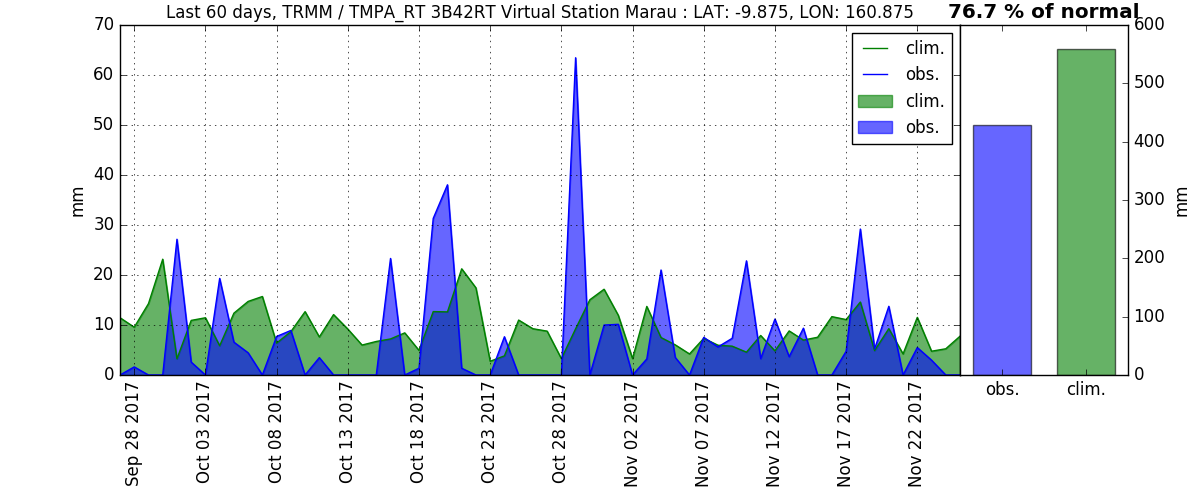 Last 60 days, TRMM / TMPA_RT 3B42RT Virtual Station Marau : LAT: -9.875, LON: 160.875
76.7 % of normal
70
60
50
40
30
20
10
0
mm
clim.
obs.
clim.
obs.
Sep 28 2017
Oct 03 2017
Oct 08 2017
Oct 13 2017
Oct 18 2017
Oct 23 2017
Oct 28 2017
Nov 02 2017
Nov 07 2017
Nov 12 2017
Nov 17 2017
Nov 22 2017
600
500
400
300
200
100
0
mm
obs.
clim.